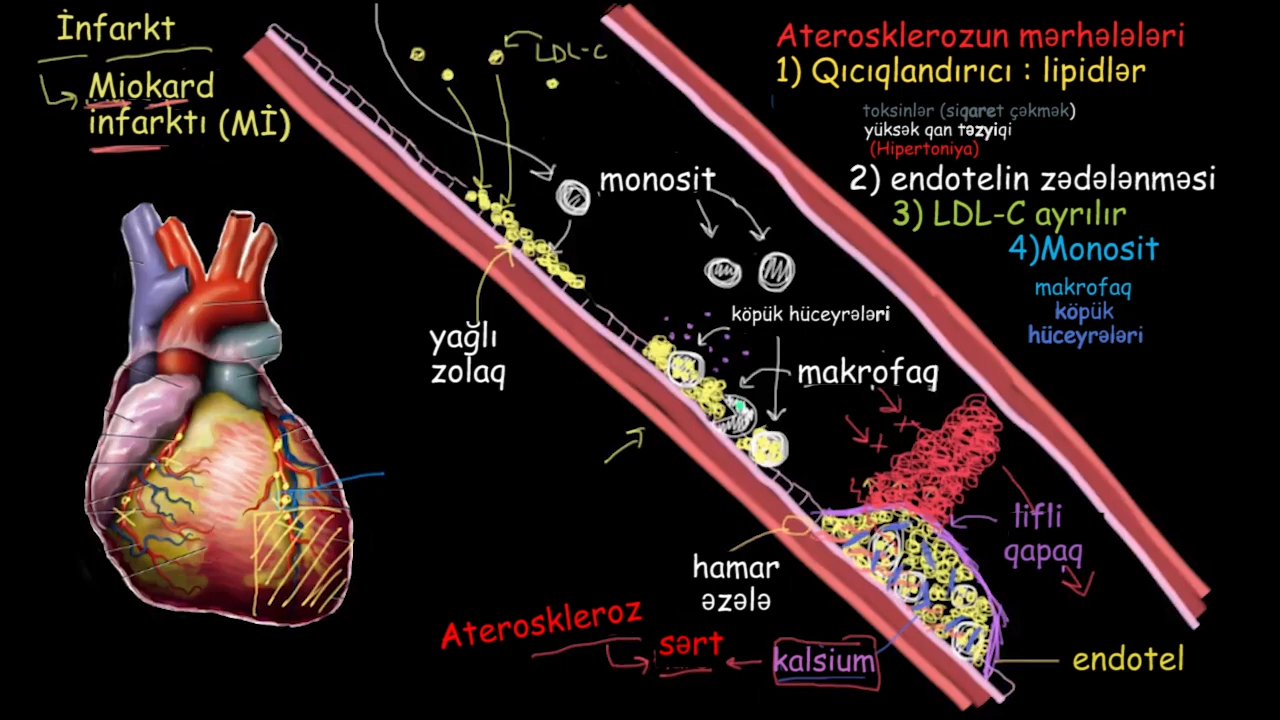 İnfarkt
Miokard
infarktı (Mİ)
LDL-C
Aterosklerozun mərhələləri
1) Qıcıqlandırıcı : lipidlər
toksinlər (siqaret çəkmək)
yüksək qan təzyiqi
(Hipertoniya)
2) endotelin zədələnməsi
3) LDL-C ayrılır
4)Monosit
makrofaq
köpük
hüceyrələri
monosit
köpük hüceyrələri
yağlı
zolaq
makrofaq
lifli
qapaq
hamar
əzələ
Ateroskleroz
sərt
kalsium
endotel